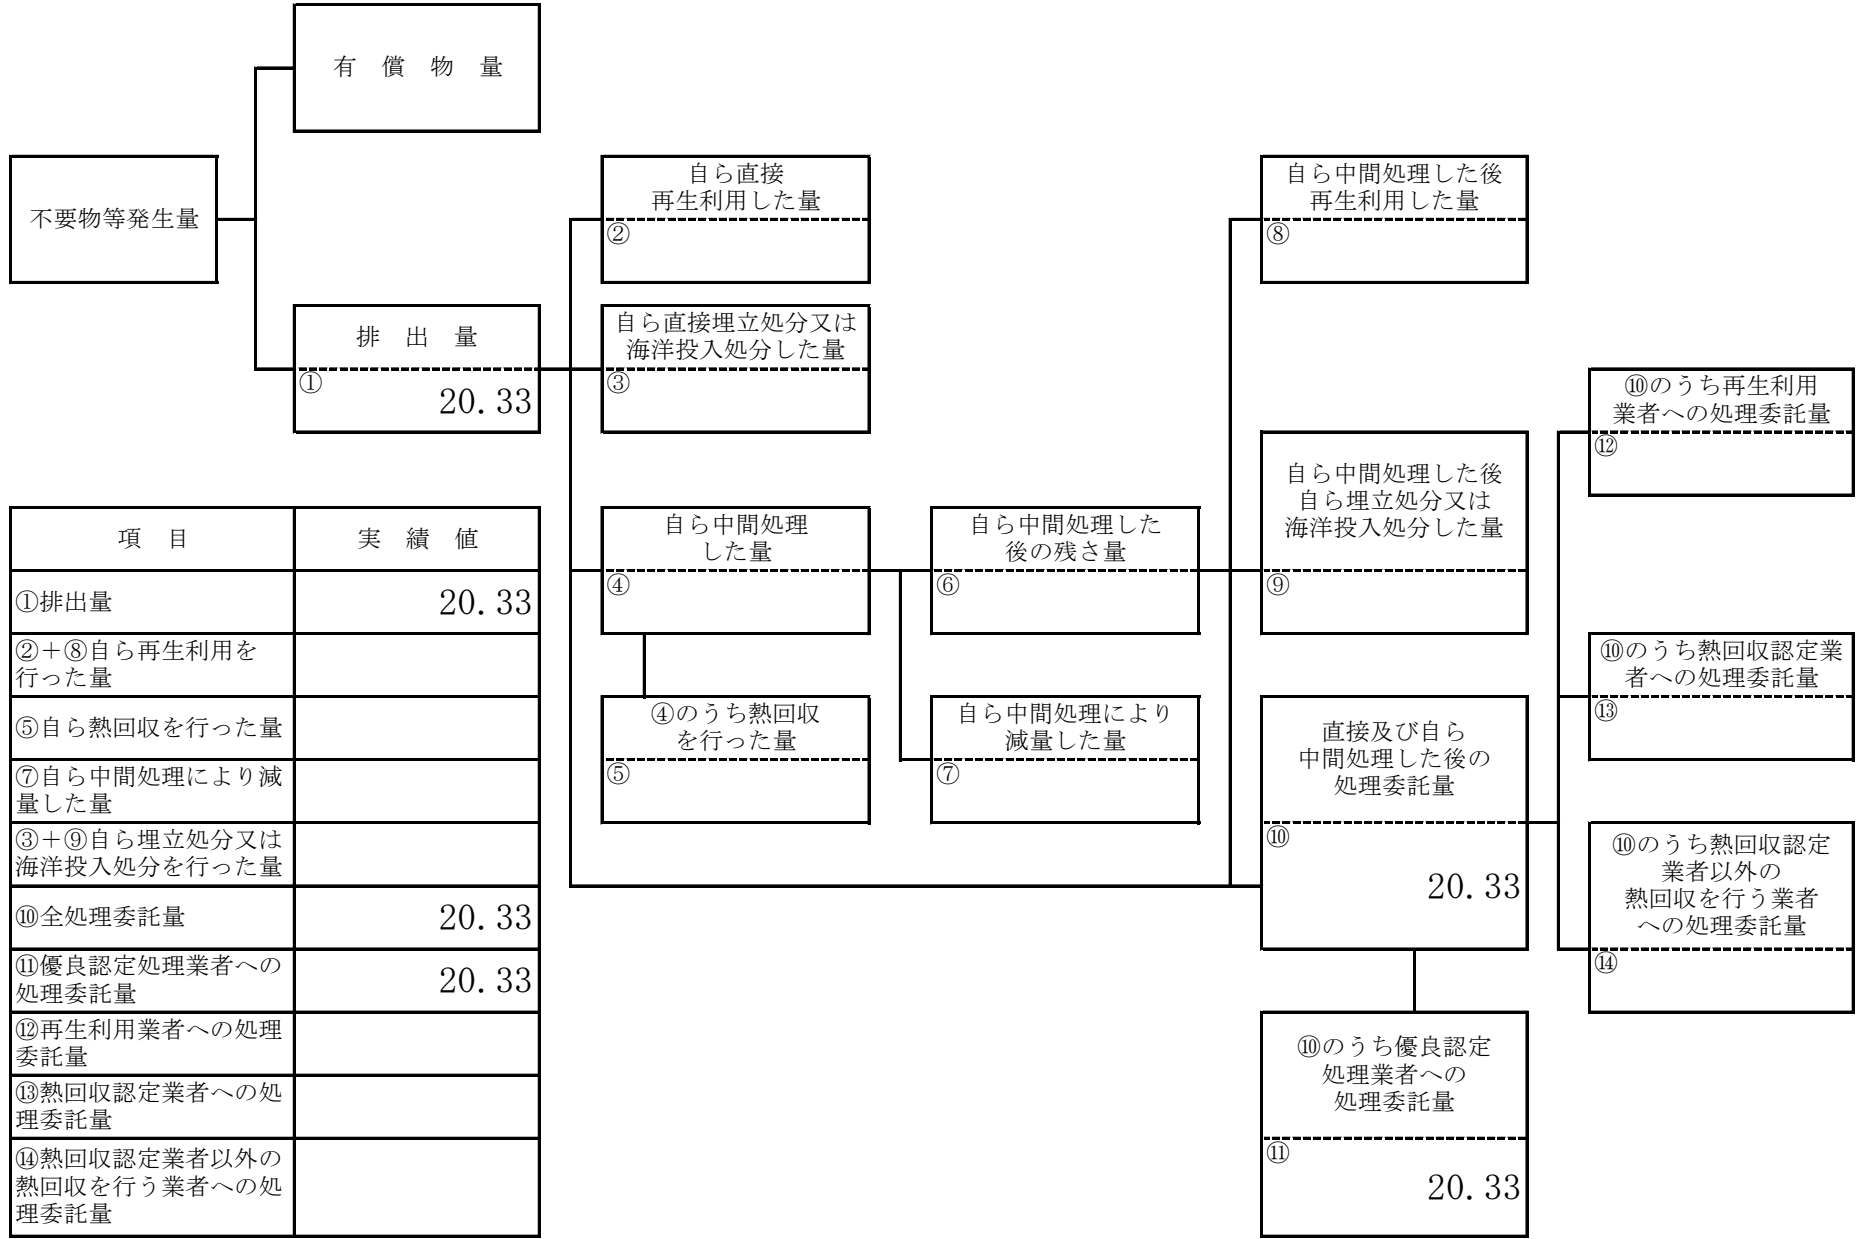 有　償　物　量
不要物等発生量
排　出　量
①
20.33
自ら直接
再生利用した量
②
自ら直接埋立処分又は
海洋投入処分した量
③
自ら中間処理
した量
④
④のうち熱回収
を行った量
⑤
自ら中間処理した
後の残さ量
⑥
自ら中間処理により
減量した量
⑦
自ら中間処理した後
再生利用した量
⑧
自ら中間処理した後
自ら埋立処分又は
海洋投入処分した量
⑨
直接及び自ら
中間処理した後の
処理委託量
⑩
20.33
⑩のうち優良認定
処理業者への
処理委託量
⑪
20.33
⑩のうち再生利用
業者への処理委託量
⑫
⑩のうち熱回収認定業
者への処理委託量
⑬
⑩のうち熱回収認定
業者以外の
熱回収を行う業者
への処理委託量
⑭
項　目　実　績　値
①排出量　20.33
②＋⑧自ら再生利用を
行った量
⑤自ら熱回収を行った量
⑦自ら中間処理により減
量した量
③＋⑨自ら埋立処分又は
海洋投入処分を行った量
⑩全処理委託量　20.33
⑪優良認定処理業者への
処理委託量　20.33
⑫再生利用業者への処理
委託量
⑬熱回収認定業者への処
理委託量
⑭熱回収認定業者以外の
熱回収を行う業者への処
理委託量